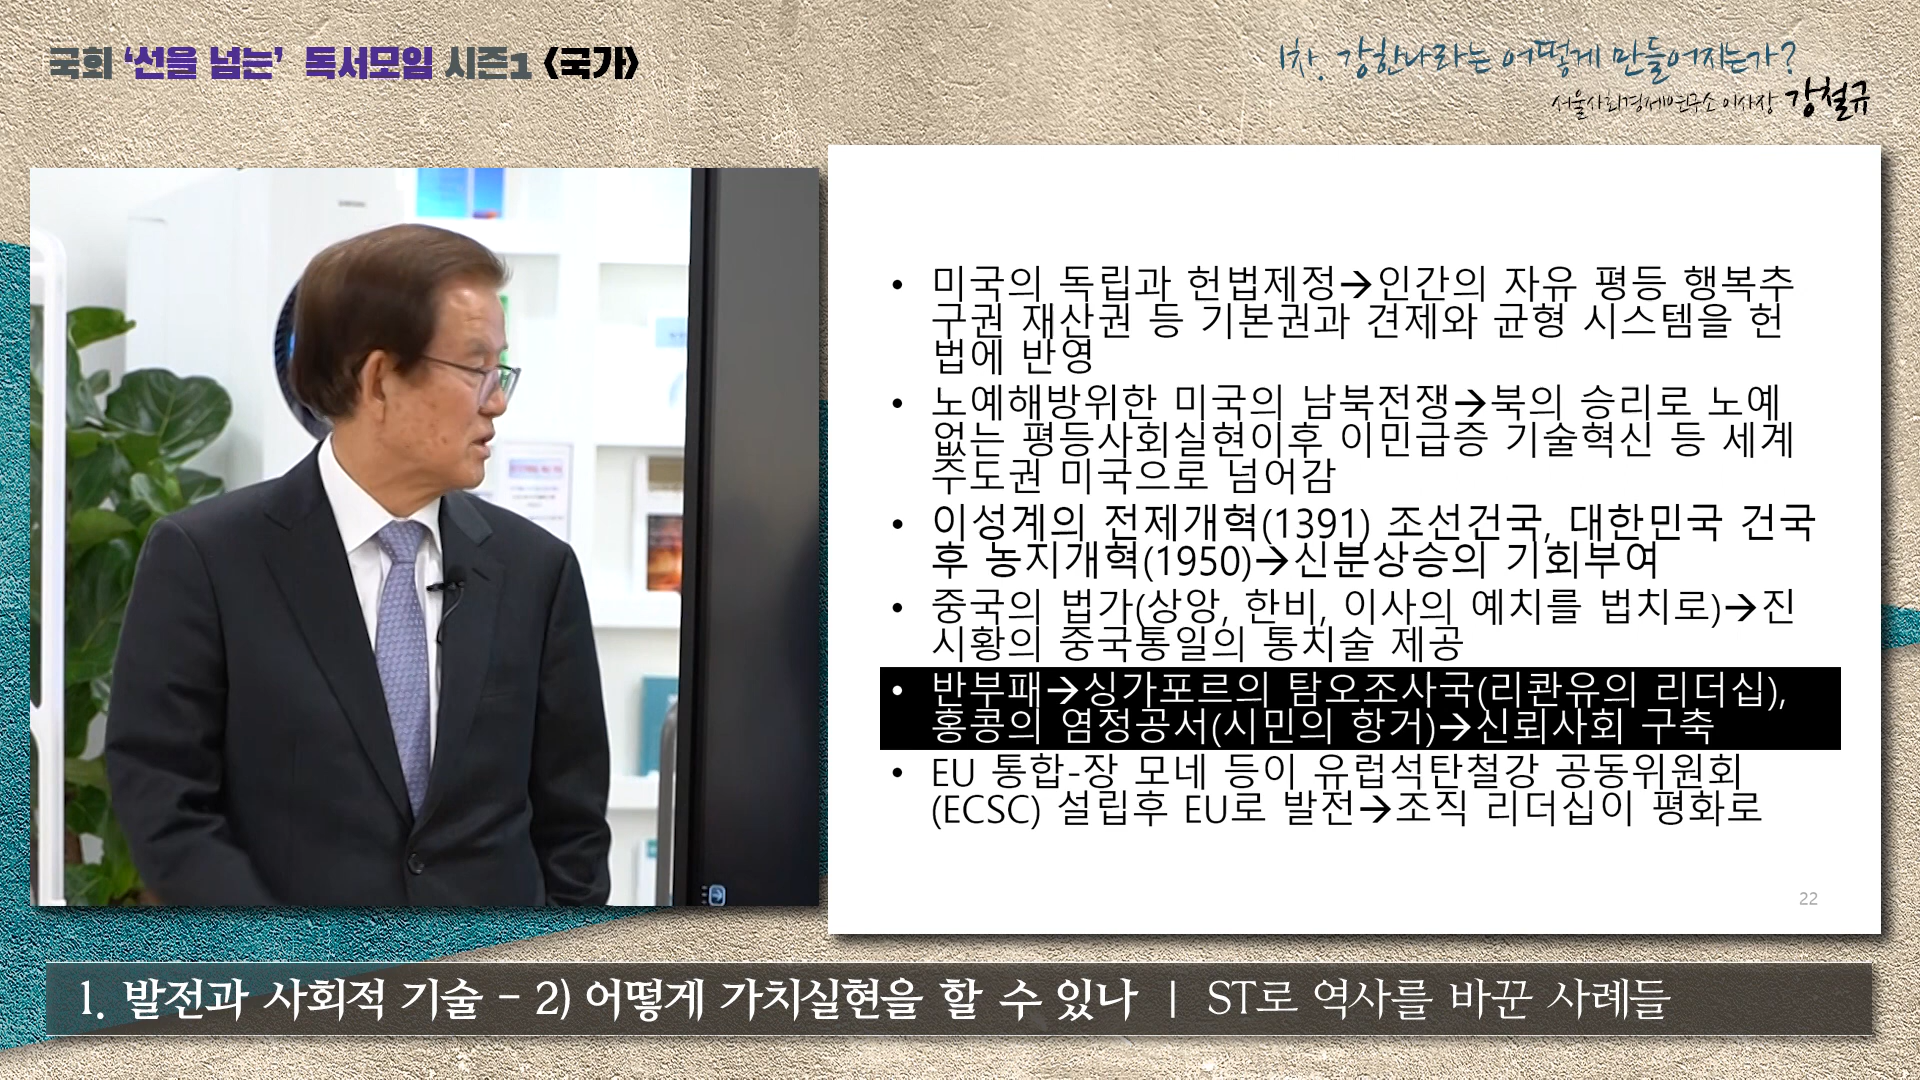 국회 ‘선을 넘는’ 독서모임 시즌1 〈국가〉
1차. 강한나라는 어떻게 만들어지는가?
서울사회경제연구소 이사장 강철규
• 미국의 독립과 헌법제정→인간의 자유 평등 행복추
구권 재산권 등 기본권과 견제와 균형 시스템을 헌
법에 반영
• 노예해방위한 미국의 남북전쟁→북의 승리로 노예
없는 평등사회실현이후 이민급증 기술혁신 등 세계
주도권 미국으로 넘어감
• 이성계의 전제개혁(1391) 조선건국, 대한민국 건국
후 농지개혁(1950)→신분상승의 기회부여
• 중국의 법가(상앙, 한비, 이사의 예치를 법치로)→진
시황의 중국통일의 통치술 제공
• 반부패→싱가포르의 탐오조사국(리콴유의 리더십),
홍콩의 염정공서(시민의 항거)→신뢰사회 구축
• EU 통합-장 모네 등이 유럽석탄철강 공동위원회
(ECSC) 설립후 EU로 발전→조직 리더십이 평화로
22
1. 발전과 사회적 기술 - 2) 어떻게 가치실현을 할 수 있나 | ST로 역사를 바꾼 사례들